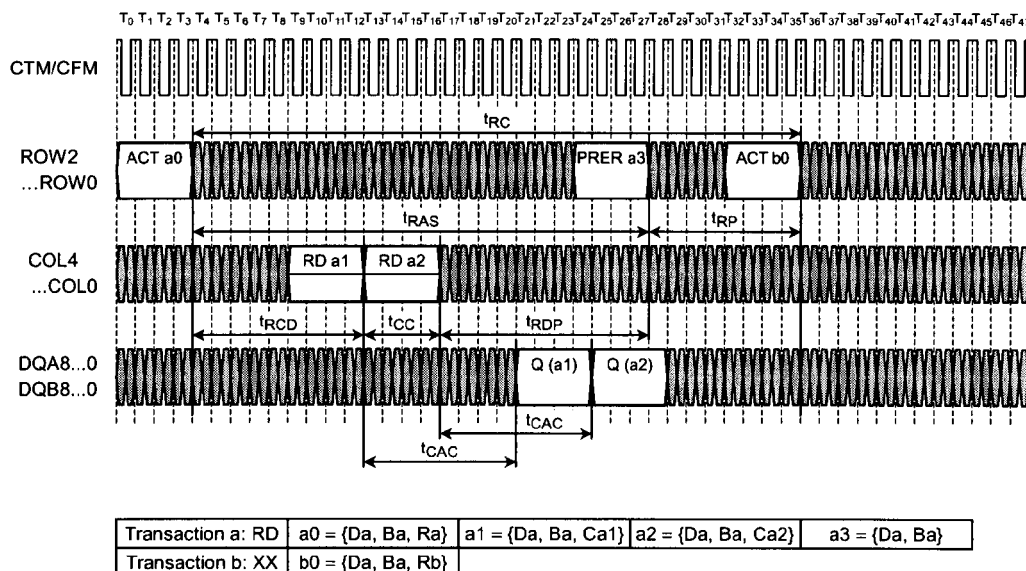 T0 T1 T2 T3 T4 T5 T6 T7 T8 T9 T10 T11 T12 T13 T14 T15 T16 T17 T18 T19 T20 T21 T22 T23 T24 T25 T26 T27 T28 T29 T30 T31 T32 T33 T34 T35 T36 T37 T38 T39 T40 T41 T42 T43 T44 T45 T46 T4
CTM/CFM
tRC
ROW2
...ROW0
ACT a0
PRER a3
ACT b0
tRAS
tRP
COL4
...COL0
RD a1
RD a2
tRCD
tCC
tRDP
DQA8...0
DQB8...0
Q (a1)
Q (a2)
tCAC
tCAC
Transaction a: RD
a0 = {Da, Ba, Ra}
a1 = {Da, Ba, Ca1}
a2 = {Da, Ba, Ca2}
a3 = {Da, Ba}
Transaction b: XX
b0 = {Da, Ba, Rb}